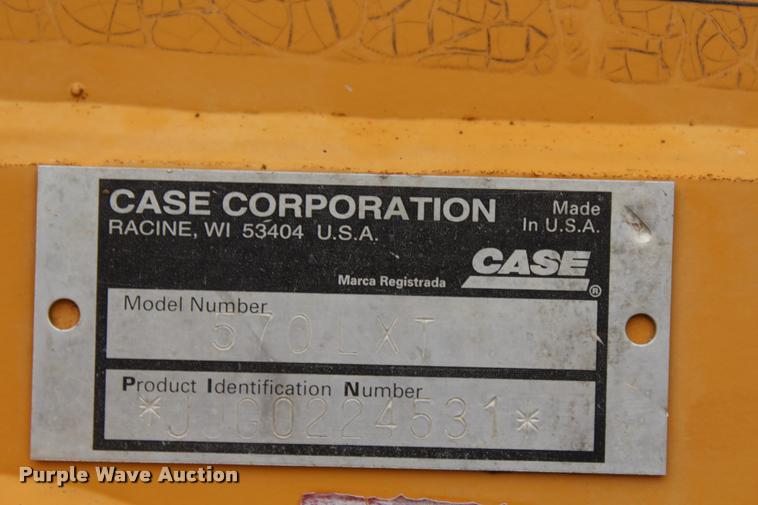 CASE CORPORATION
RACINE, WI 53404 U.S.A.
Made
In U.S.A.
CASE
®
Marca Registrada
Model Number
570LXT
Product Identification Number
Purple Wave Auction